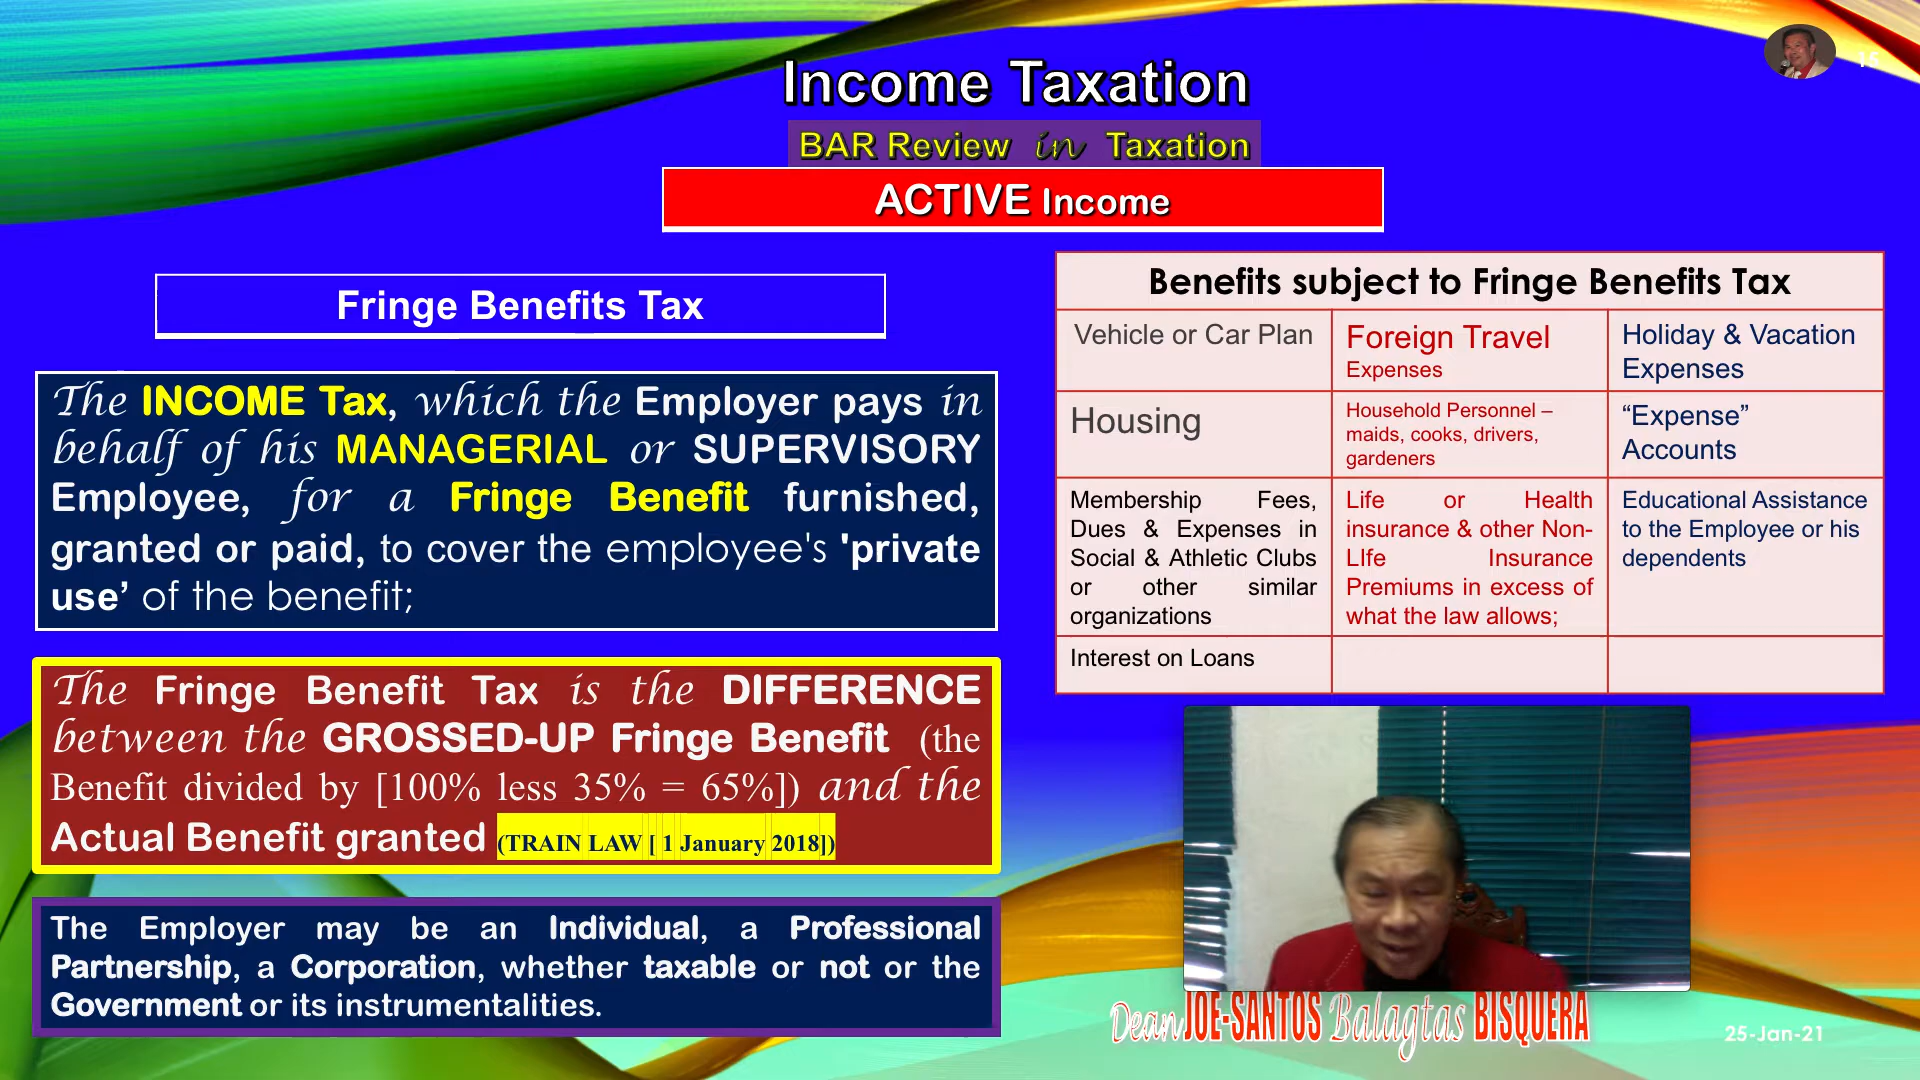 15
Income Taxation
BAR Review in Taxation
ACTIVE Income
Fringe Benefits Tax
The INCOME Tax, which the Employer pays in
behalf of his MANAGERIAL or SUPERVISORY
Employee, for a Fringe Benefit furnished,
granted or paid, to cover the employee's 'private
use’ of the benefit;
The Fringe Benefit Tax is the DIFFERENCE
between the GROSSED-UP Fringe Benefit (the
Benefit divided by [100% less 35% = 65%]) and the
Actual Benefit granted (TRAIN LAW [ 1 January 2018])
The Employer may be an Individual, a Professional
Partnership, a Corporation, whether taxable or not or the
Government or its instrumentalities.
Benefits subject to Fringe Benefits Tax
Vehicle or Car Plan
Foreign Travel
Expenses
Holiday & Vacation
Expenses
Housing
Household Personnel –
maids, cooks, drivers,
gardeners
“Expense”
Accounts
Membership Fees,
Dues & Expenses in
Social & Athletic Clubs
or other similar
organizations
Life or Health
insurance & other Non-
LIfe Insurance
Premiums in excess of
what the law allows;
Educational Assistance
to the Employee or his
dependents
Interest on Loans
Dean JOE-SANTOS Balagtas BISQUERA
25-Jan-21